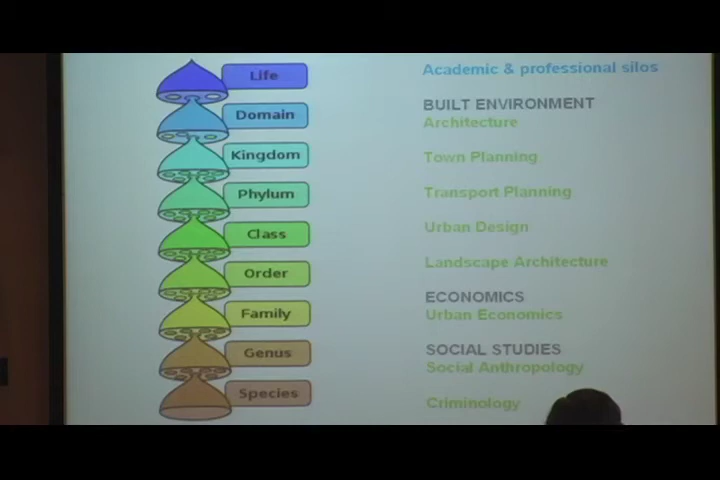 Life
Domain
Kingdom
Phylum
Class
Order
Family
Genus
Species
Academic & professional silos
BUILT ENVIRONMENT
Architecture
Town Planning
Transport Planning
Urban Design
Landscape Architecture
ECONOMICS
Urban Economics
SOCIAL STUDIES
Social Anthropology
Criminology